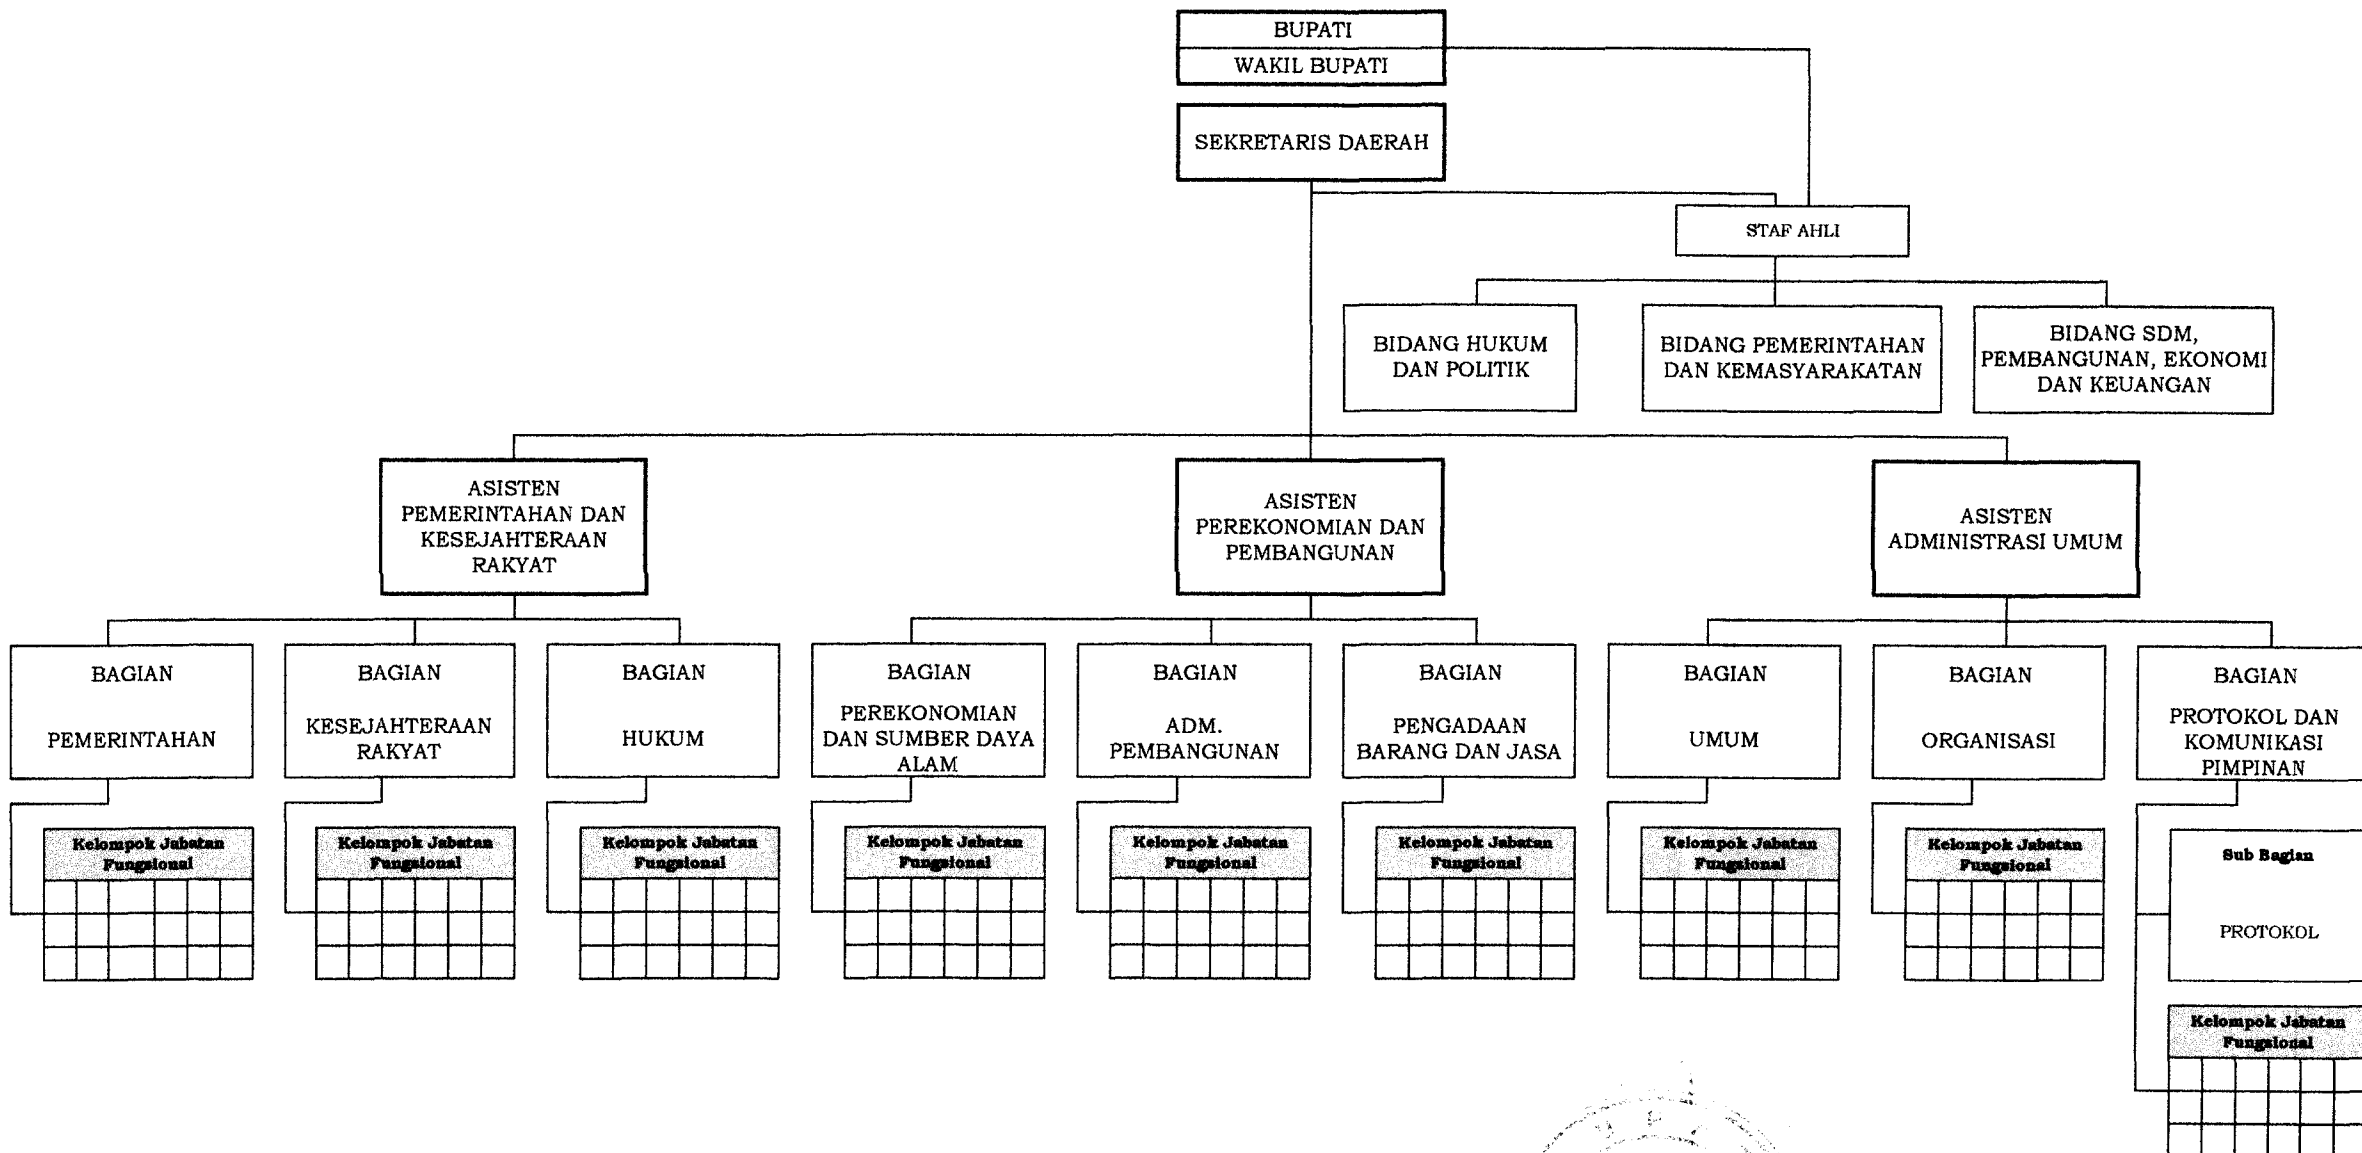 BUPATI
WAKIL BUPATI
SEKRETARIS DAERAH
STAF AHLI
BIDANG HUKUM
DAN POLITIK
BIDANG PEMERINTAHAN
DAN KEMASYARAKATAN
BIDANG SDM,
PEMBANGUNAN, EKONOMI
DAN KEUANGAN
ASISTEN
PEMERINTAHAN DAN
KESEJAHTERAAN
RAKYAT
ASISTEN
PEREKONOMIAN DAN
PEMBANGUNAN
ASISTEN
ADMINISTRASI UMUM
BAGIAN
PEMERINTAHAN
BAGIAN
KESEJAHTERAAN
RAKYAT
BAGIAN
HUKUM
BAGIAN
PEREKONOMIAN
DAN SUMBER DAYA
ALAM
BAGIAN
ADM.
PEMBANGUNAN
BAGIAN
PENGADAAN
BARANG DAN JASA
BAGIAN
UMUM
BAGIAN
ORGANISASI
BAGIAN
PROTOKOL DAN
KOMUNIKASI
PIMPINAN
Kelompok Jabatan
Fungsional
Kelompok Jabatan
Fungsional
Kelompok Jabatan
Fungsional
Kelompok Jabatan
Fungsional
Kelompok Jabatan
Fungsional
Kelompok Jabatan
Fungsional
Kelompok Jabatan
Fungsional
Kelompok Jabatan
Fungsional
Sub Bagian
PROTOKOL
Kelompok Jabatan
Fungsional